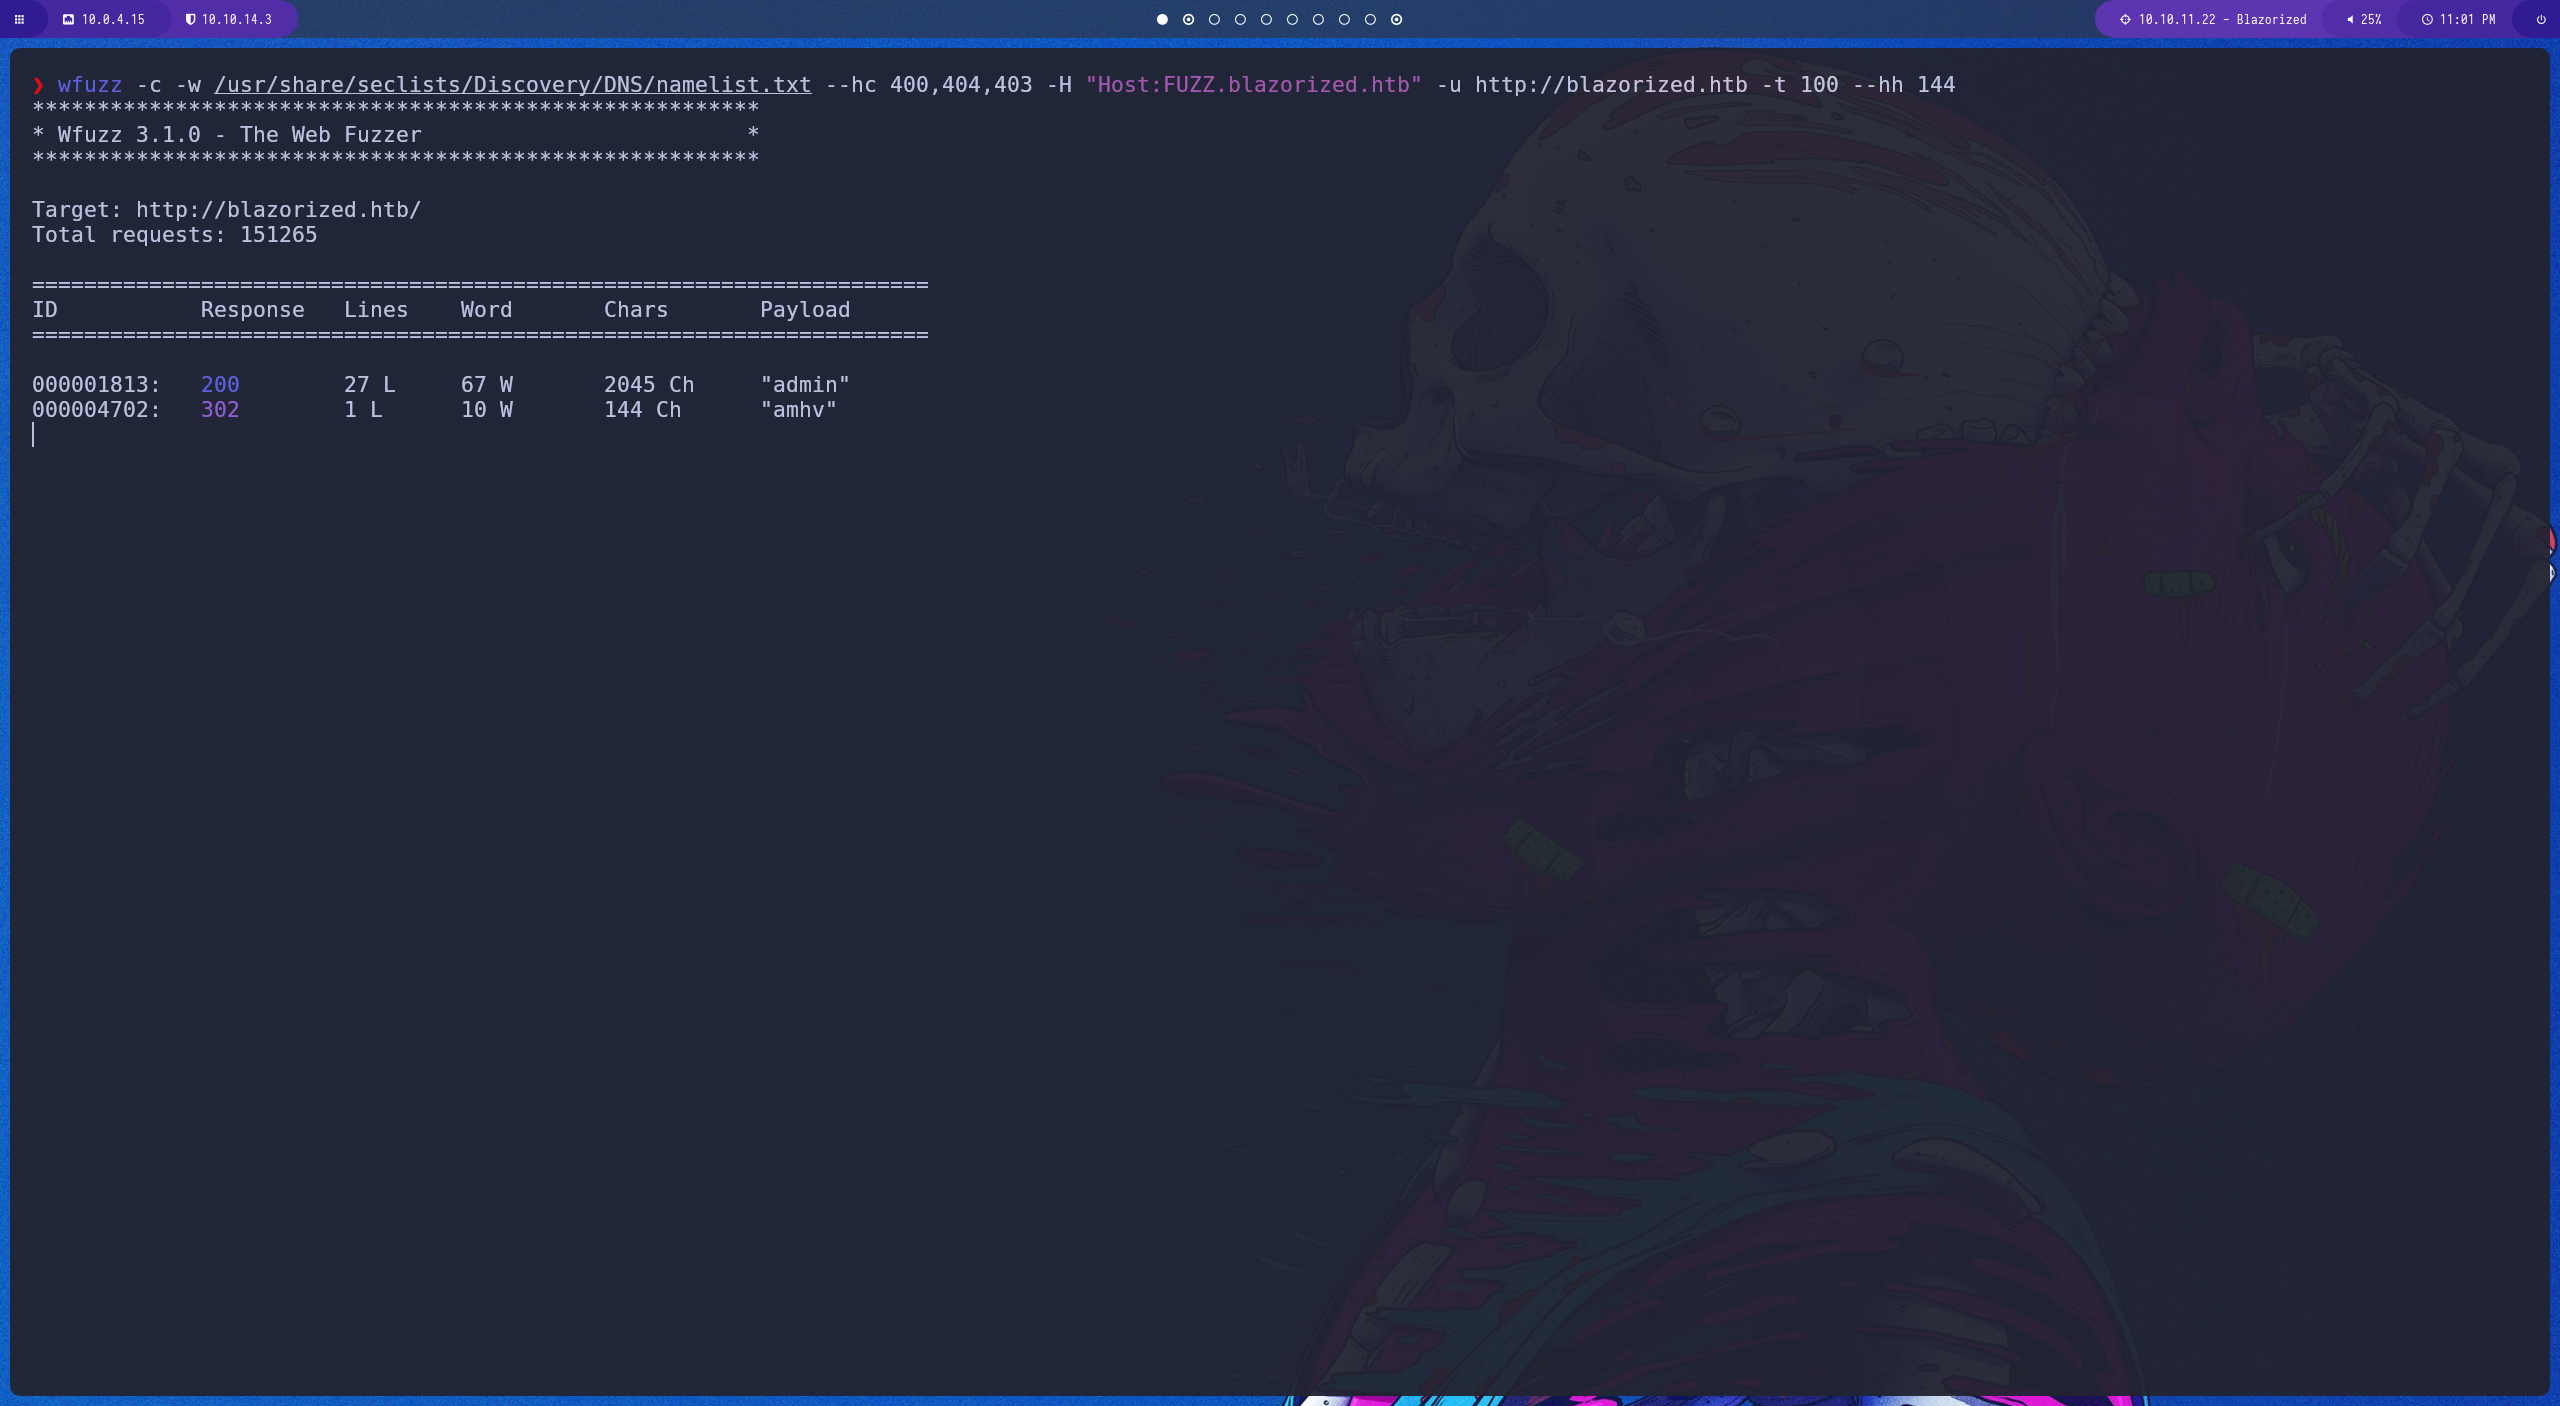 10.0.4.15 10.10.14.3 10.10.11.22 - Blazorized 25% 11:01 PM
❯ wfuzz -c -w /usr/share/seclists/Discovery/DNS/namelist.txt --hc 400,404,403 -H "Host:FUZZ.blazorized.htb" -u http://blazorized.htb -t 100 --hh 144
********************************************************
* Wfuzz 3.1.0 - The Web Fuzzer                         *
********************************************************
Target: http://blazorized.htb/
Total requests: 151265
=====================================================================
ID           Response   Lines    Word       Chars       Payload
=====================================================================
000001813:   200        27 L     67 W       2045 Ch     "admin"
000004702:   302        1 L      10 W       144 Ch      "amhv"